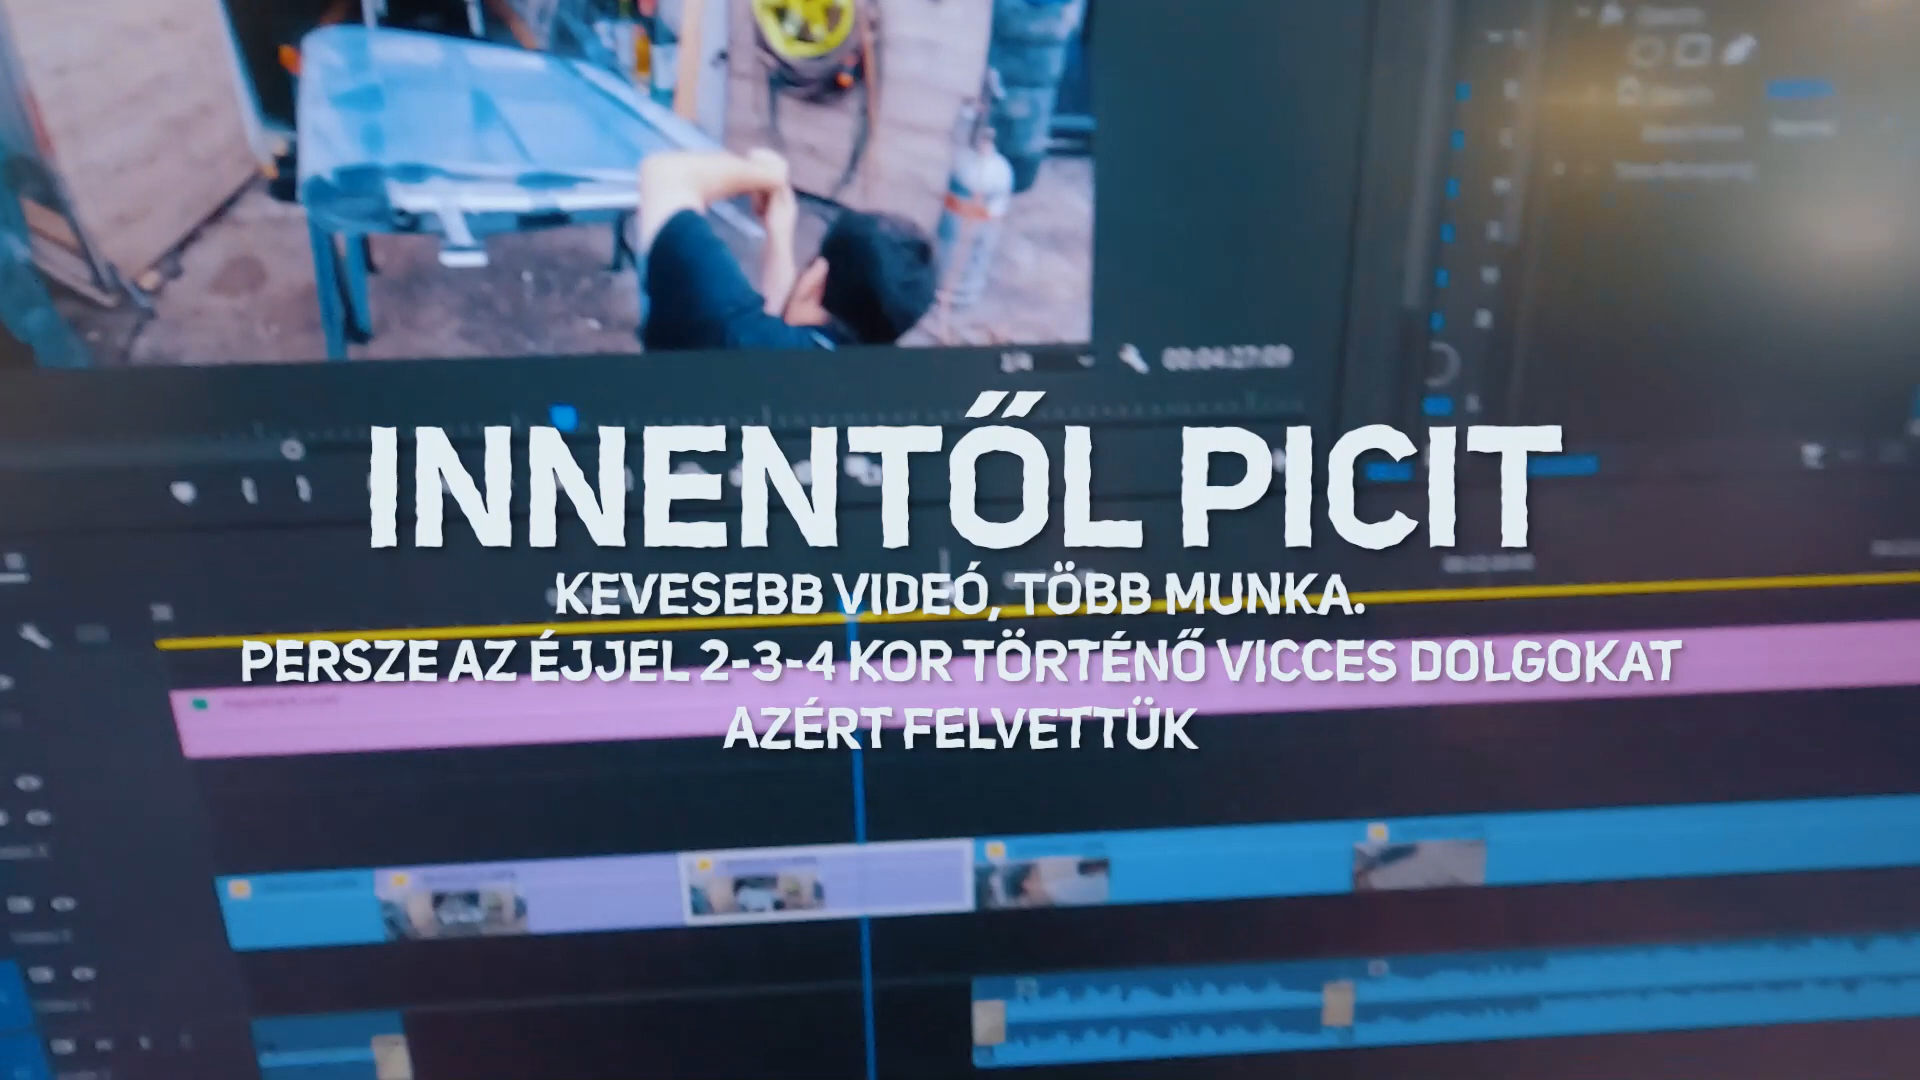 INNENTŐL PICIT
KEVESEBB VIDEÓ, TÖBB MUNKA.
PERSZE AZ ÉJJEL 2-3-4 KOR TÖRTÉNŐ VICCES DOLGOKAT
AZÉRT FELVETTÜK